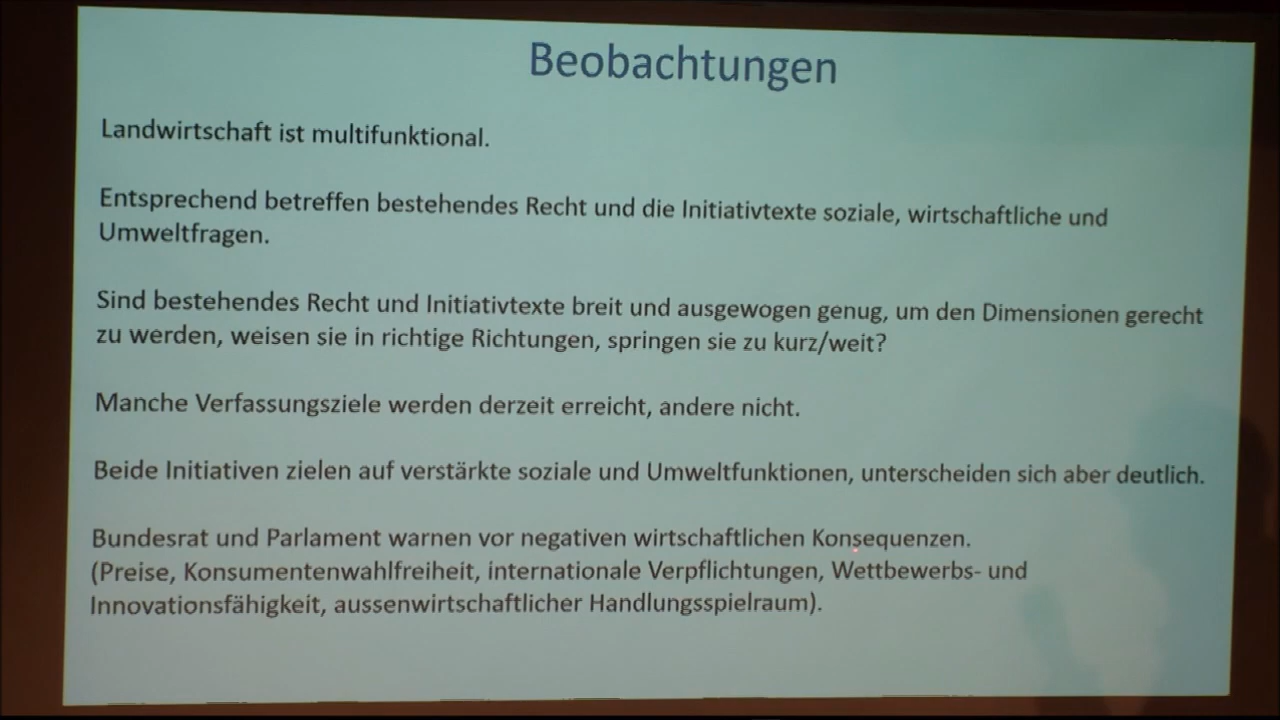 Beobachtungen
Landwirtschaft ist multifunktional.
Entsprechend betreffen bestehendes Recht und die Initiativtexte soziale, wirtschaftliche und
Umweltfragen.
Sind bestehendes Recht und Initiativtexte breit und ausgewogen genug, um den Dimensionen gerecht
zu werden, weisen sie in richtige Richtungen, springen sie zu kurz/weit?
Manche Verfassungsziele werden derzeit erreicht, andere nicht.
Beide Initiativen zielen auf verstärkte soziale und Umweltfunktionen, unterscheiden sich aber deutlich.
Bundesrat und Parlament warnen vor negativen wirtschaftlichen Konsequenzen.
(Preise, Konsumentenwahlfreiheit, internationale Verpflichtungen, Wettbewerbs- und
Innovationsfähigkeit, aussenwirtschaftlicher Handlungsspielraum).